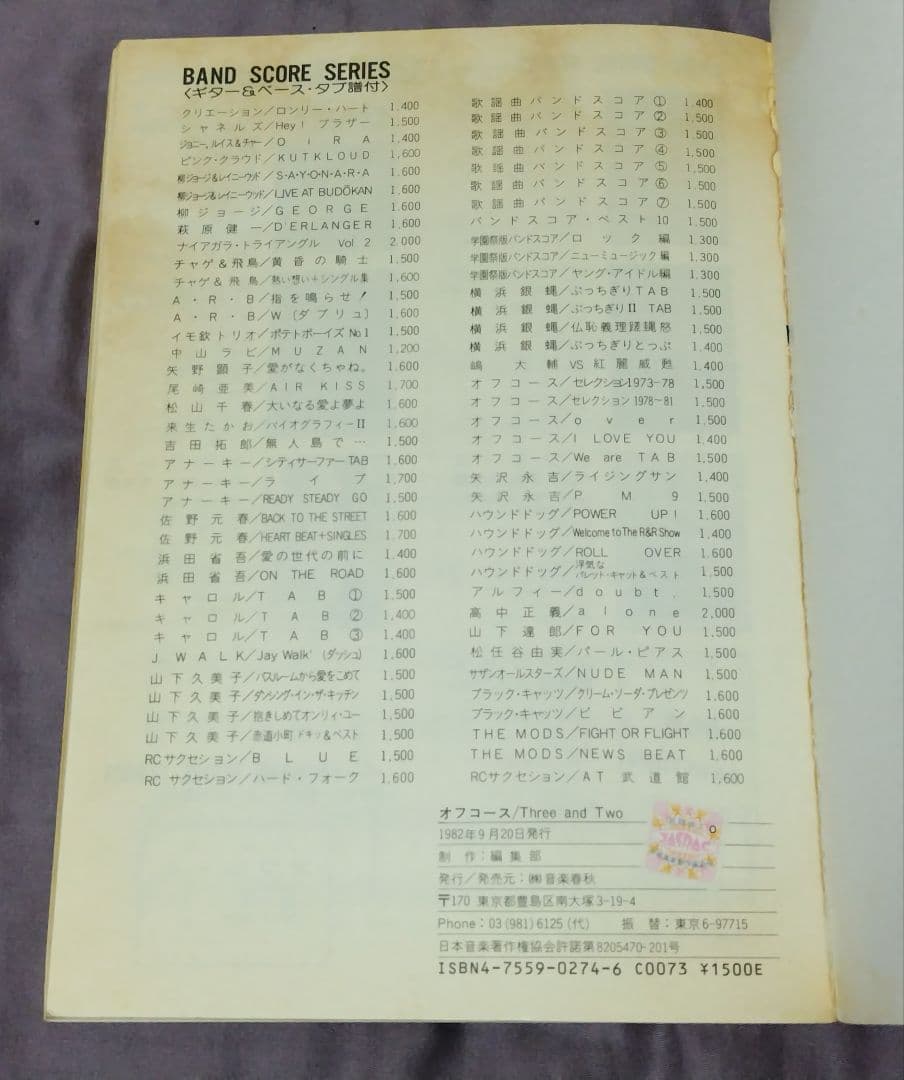 BAND SCORE SERIES
〈ギター&ベース・タブ譜付〉
クリエーション/ロンリー・ハート 1,400
シャネルズ/Hey! ブラザー 1,500
ジョニー,ルイス&チャー/OiRA 1,400
ピンク・クラウド/KUTKLOUD 1,600
柳ジョージ&レイニーウッド/S・A・Y・O・N・A・R・A 1,600
柳ジョージ&レイニーウッド/LIVE AT BUDŌKAN 1,600
柳ジョージ/GEORGE 1,600
萩原健一/D'ERLANGER 1,600
ナイアガラ・トライアングル Vol 2 2,000
チャゲ&飛鳥/黄昏の騎士 1,500
チャゲ&飛鳥/熱い想い+シングル集 1,600
A・R・B/指を鳴らせ! 1,500
A・R・B/W〔ダブリュ〕 1,600
イモ欽トリオ/ポテトボーイズNo1 1,500
中山ラビ/MUZAN 1,200
矢野顕子/愛がなくちゃね。 1,600
尾崎亜美/AIR KISS 1,700
松山千春/大いなる愛よ夢よ 1,600
来生たかお/バイオグラフィーII 1,600
吉田拓郎/無人島で… 1,500
アナーキー/シティサーファーTAB 1,600
アナーキー/ライブ 1,700
アナーキー/READY STEADY GO 1,500
佐野元春/BACK TO THE STREET 1,600
佐野元春/HEART BEAT+SINGLES 1,700
浜田省吾/愛の世代の前に 1,400
浜田省吾/ON THE ROAD 1,600
キャロル/TAB① 1,500
キャロル/TAB② 1,400
キャロル/TAB③ 1,400
J WALK/Jay Walk'(ダッシュ) 1,600
山下久美子/バスルームから愛をこめて 1,500
山下久美子/ダンシング・イン・ザ・キッチン 1,500
山下久美子/抱きしめてオンリィ・ユー 1,500
山下久美子/赤道小町 ドキッ&ベスト 1,500
RCサクセション/BLUE 1,500
RCサクセション/ハード・フォーク 1,600
歌謡曲バンドスコア① 1,400
歌謡曲バンドスコア② 1,500
歌謡曲バンドスコア③ 1,500
歌謡曲バンドスコア④ 1,500
歌謡曲バンドスコア⑤ 1,500
歌謡曲バンドスコア⑥ 1,500
歌謡曲バンドスコア⑦ 1,500
バンドスコア・ベスト10 1,500
学園祭版バンドスコア/ロック編 1,300
学園祭版バンドスコア/ニューミュージック編 1,300
学園祭版バンドスコア/ヤング・アイドル編 1,300
横浜銀蝿/ぶっちぎりTAB 1,500
横浜銀蝿/ぶっちぎりII TAB 1,500
横浜銀蝿/仏恥義理蹉䠡怒 1,500
横浜銀蝿/ぶっちぎりとっぷ 1,400
嶋大輔VS紅麗威甦 1,400
オフコース/セレクション1973-78 1,500
オフコース/セレクション1978-81 1,500
オフコース/over 1,500
オフコース/I LOVE YOU 1,400
オフコース/We are TAB 1,500
矢沢永吉/ライジングサン 1,400
矢沢永吉/PM9 1,500
ハウンドドッグ/POWER UP! 1,600
ハウンドドッグ/Welcome to The R&R Show 1,400
ハウンドドッグ/ROLL OVER 1,600
ハウンドドッグ/浮気なバレット・キャット&ベスト 1,500
アルフィー/doubt. 1,500
高中正義/alone 2,000
山下達郎/FOR YOU 1,500
松任谷由実/パール・ピアス 1,500
サザンオールスターズ/NUDE MAN 1,500
ブラック・キャッツ/クリーム・ソーダ・プレゼンツ 1,600
ブラック・キャッツ/ビビアン 1,600
THE MODS/FIGHT OR FLIGHT 1,600
THE MODS/NEWS BEAT 1,600
RCサクセション/AT 武道館 1,600
オフコース/Three and Two
1982年9月20日発行
制作:編集部
発行/発売元:㈱音楽春秋
〒170 東京都豊島区南大塚3-19-4
Phone:03(981)6125(代) 振替:東京6-97715
日本音楽著作権協会許諾第8205470-201号
ISBN4-7559-0274-6 C0073 ¥1500E